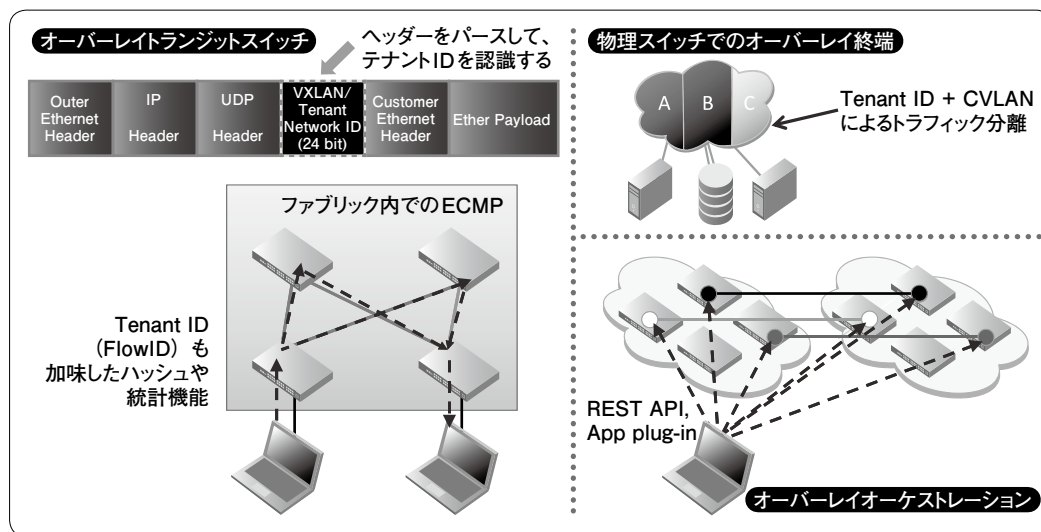 オーバーレイトランジットスイッチ
ヘッダーをパースして、
テナントIDを認識する
Outer
Ethernet
Header
IP
Header
UDP
Header
VXLAN/
Tenant
Network ID
(24 bit)
Customer
Ethernet
Header
Ether Payload
ファブリック内でのECMP
Tenant ID
（FlowID）も
加味したハッシュや
統計機能
物理スイッチでのオーバーレイ終端
A
B
C
Tenant ID + CVLAN
によるトラフィック分離
REST API,
App plug-in
オーバーレイオーケストレーション